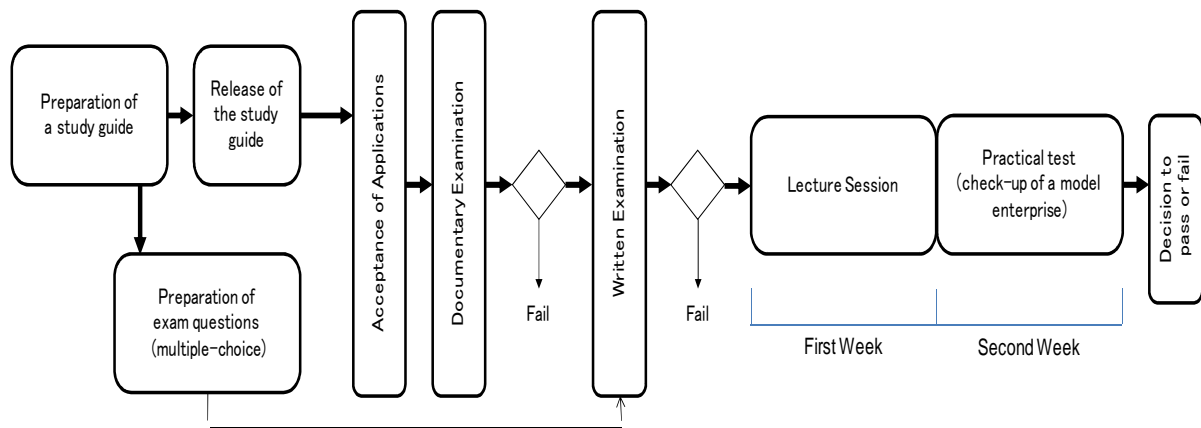 Preparation of
a study guide
Release of
the study
guide
Preparation of
exam questions
(multiple-choice)
Acceptance of Applications
Documentary Examination
Fail
Written Examination
Fail
Lecture Session
Practical test
(check-up of a model
enterprise)
First Week
Second Week
Decision to
pass or fail